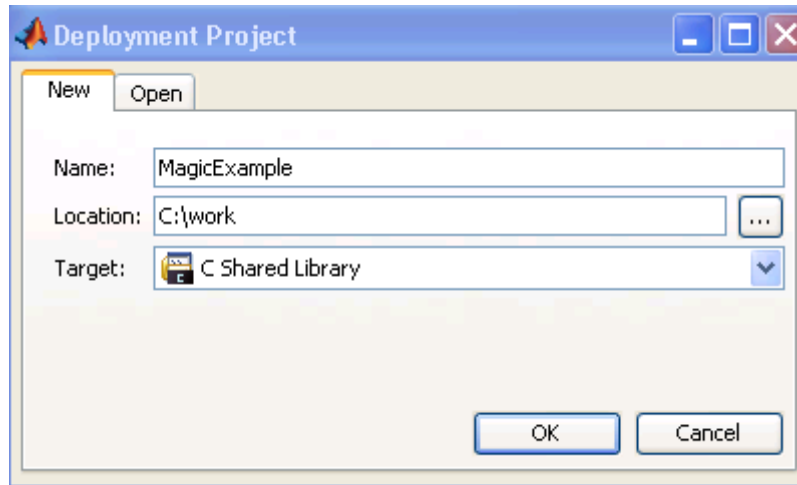 Deployment Project
New Open
Name: MagicExample
Location: C:\work ...
Target: C C Shared Library
OK Cancel